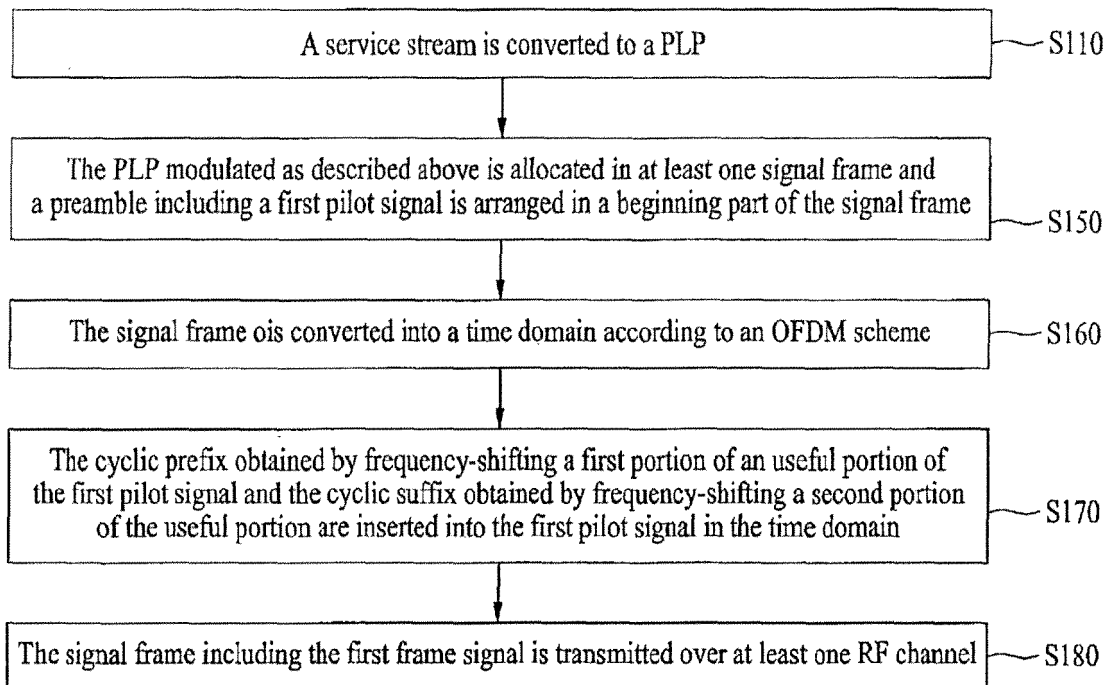 A service stream is converted to a PLP
S110
The PLP modulated as described above is allocated in at least one signal frame and
a preamble including a first pilot signal is arranged in a beginning part of the signal frame
S150
The signal frame ois converted into a time domain according to an OFDM scheme
S160
The cyclic prefix obtained by frequency-shifting a first portion of an useful portion of
the first pilot signal and the cyclic suffix obtained by frequency-shifting a second portion
of the useful portion are inserted into the first pilot signal in the time domain
S170
The signal frame including the first frame signal is transmitted over at least one RF channel
S180